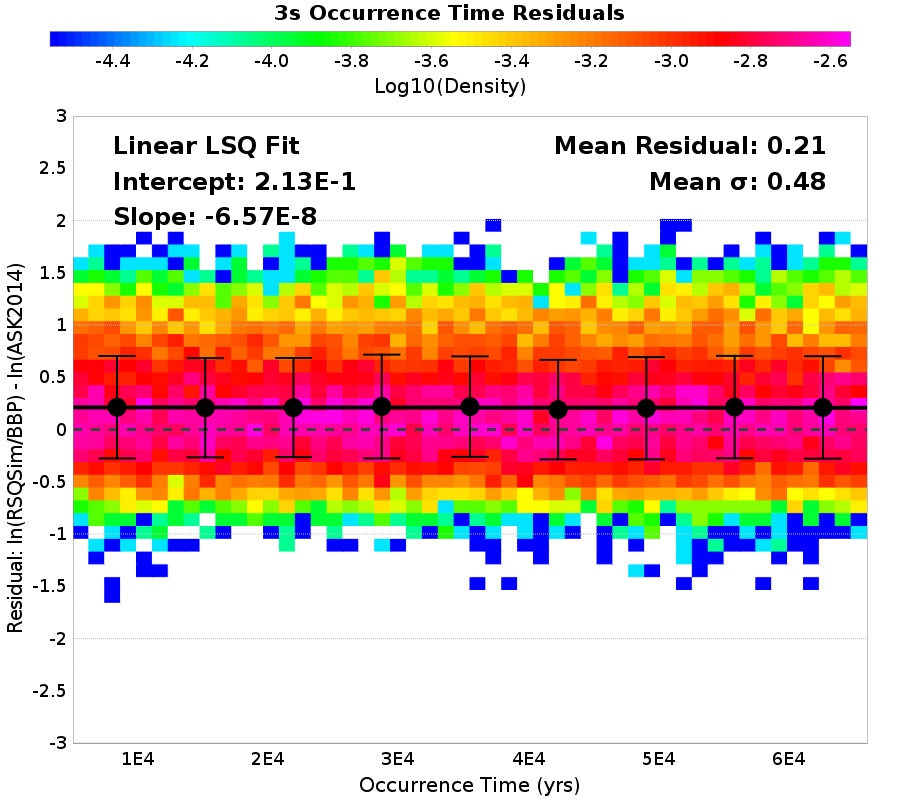 3s Occurrence Time Residuals
-4.4 -4.2 -4.0 -3.8 -3.6 -3.4 -3.2 -3.0 -2.8 -2.6
Log10(Density)
Linear LSQ Fit
Intercept: 2.13E-1
Slope: -6.57E-8
Mean Residual: 0.21
Mean σ: 0.48
Residual: ln(RSQSim/BBP) - ln(ASK2014)
3
2.5
2
1.5
1
0.5
0
-0.5
-1
-1.5
-2
-2.5
-3
1E4 2E4 3E4 4E4 5E4 6E4
Occurrence Time (yrs)